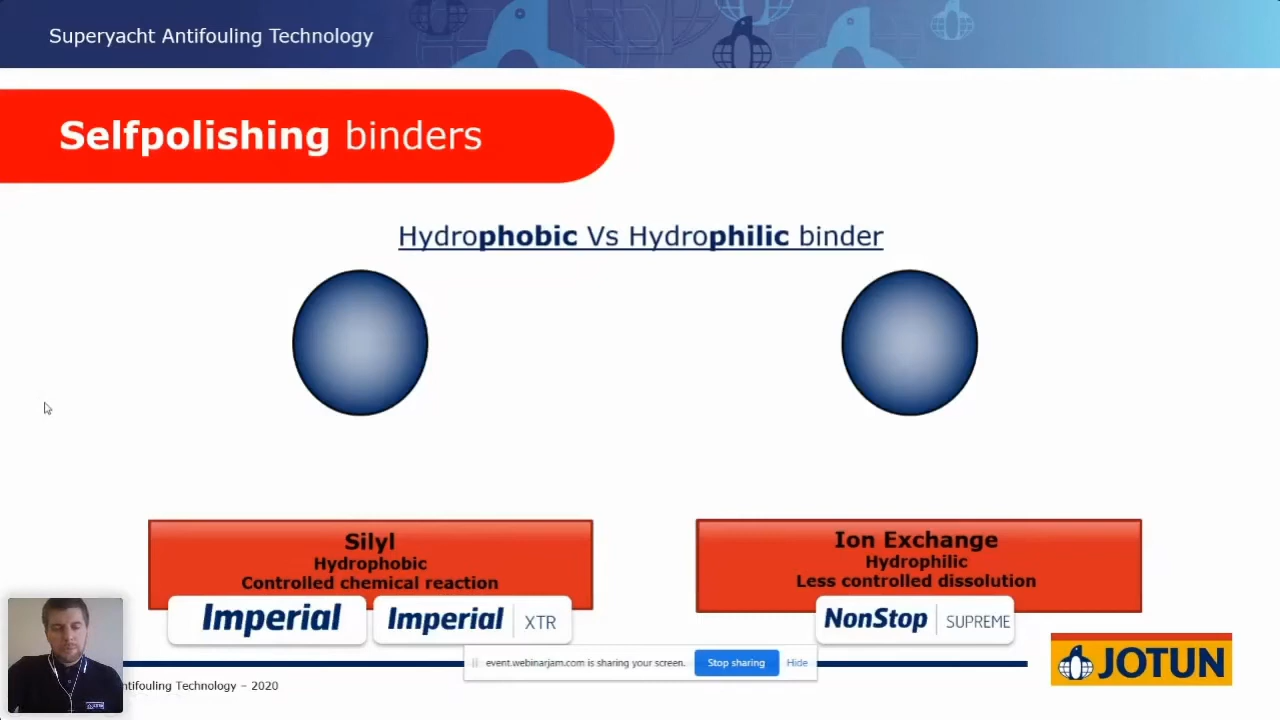 Superyacht Antifouling Technology
Selfpolishing binders
Hydrophobic Vs Hydrophilic binder
Silyl
Hydrophobic
Controlled chemical reaction
Imperial
Imperial XTR
Ion Exchange
Hydrophilic
Less controlled dissolution
NonStop SUPREME
event.webinarjam.com is sharing your screen.
Stop sharing
Hide
ntifouling Technology – 2020
JOTUN